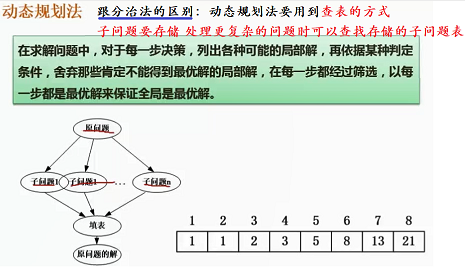 动态规划法
跟分治法的区别：动态规划法要用到查表的方式
子问题要存储 处理更复杂的问题时可以查找存储的子问题表
在求解问题中，对于每一步决策，列出各种可能的局部解，再依据某种判定
条件，舍弃那些肯定不能得到最优解的局部解，在每一步都经过筛选，以每
一步都是最优解来保证全局是最优解。
原问题
子问题1 子问题1 … 子问题n
填表
原问题的解
1 2 3 4 5 6 7 8
1 1 2 3 5 8 13 21